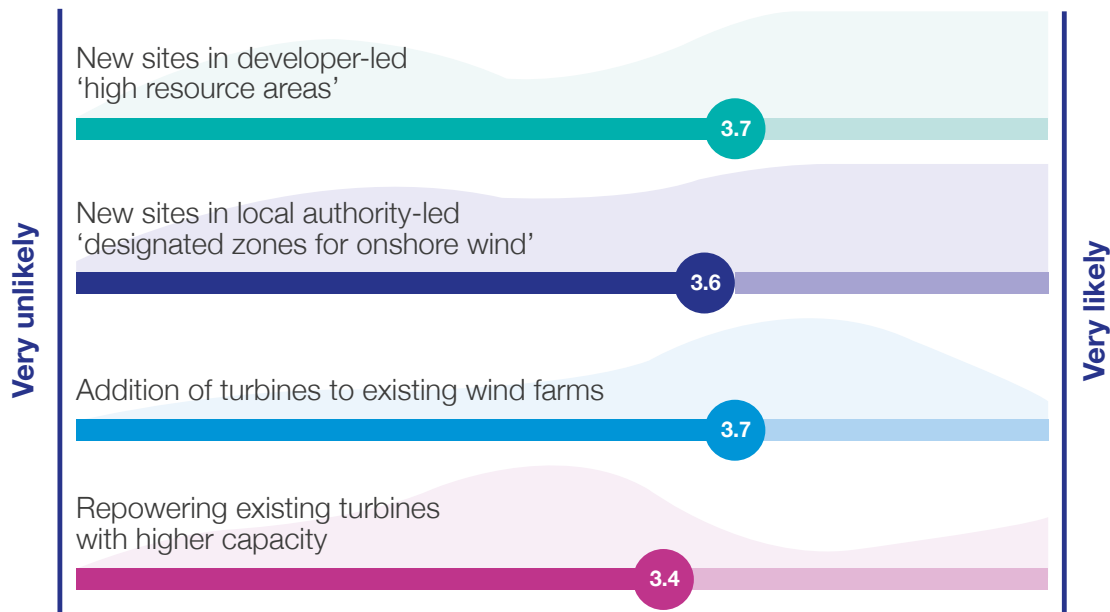 New sites in developer-led
‘high resource areas’
3.7
New sites in local authority-led
‘designated zones for onshore wind’
3.6
Very unlikely
Very likely
Addition of turbines to existing wind farms
3.7
Repowering existing turbines
with higher capacity
3.4